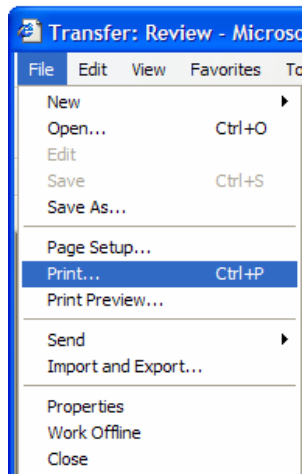 Transfer: Review - Micros
File Edit View Favorites To
New
Open... Ctrl+O
Edit
Save Ctrl+S
Save As...
Page Setup...
Print... Ctrl+P
Print Preview...
Send
Import and Export...
Properties
Work Offline
Close